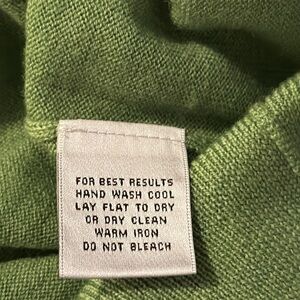 FOR BEST RESULTS
HAND WASH COOL
LAY FLAT TO DRY
OR DRY CLEAN
WARM IRON
DO NOT BLEACH